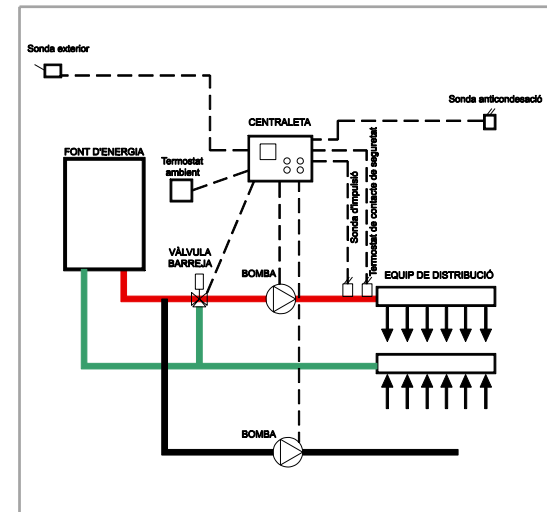 Sonda exterior
Sonda anticondesació
CENTRALETA
FONT D'ENERGIA
Termostat
ambient
Sonda d'impulsió
Termostat de contacte de seguretat
VÀLVULA
BARREJA
BOMBA
EQUIP DE DISTRIBUCIÓ
BOMBA